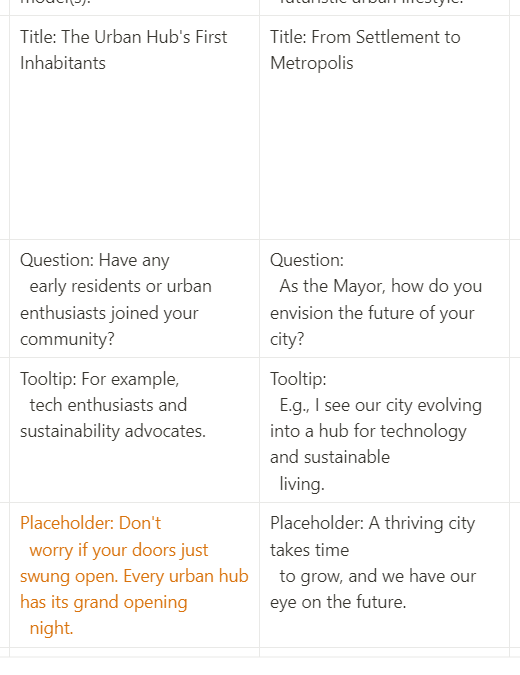 Title: The Urban Hub's First
Inhabitants
Title: From Settlement to
Metropolis
Question: Have any
early residents or urban
enthusiasts joined your
community?
Question:
As the Mayor, how do you
envision the future of your
city?
Tooltip: For example,
tech enthusiasts and
sustainability advocates.
Tooltip:
E.g., I see our city evolving
into a hub for technology
and sustainable
living.
Placeholder: Don't
worry if your doors just
swung open. Every urban hub
has its grand opening
night.
Placeholder: A thriving city
takes time
to grow, and we have our
eye on the future.